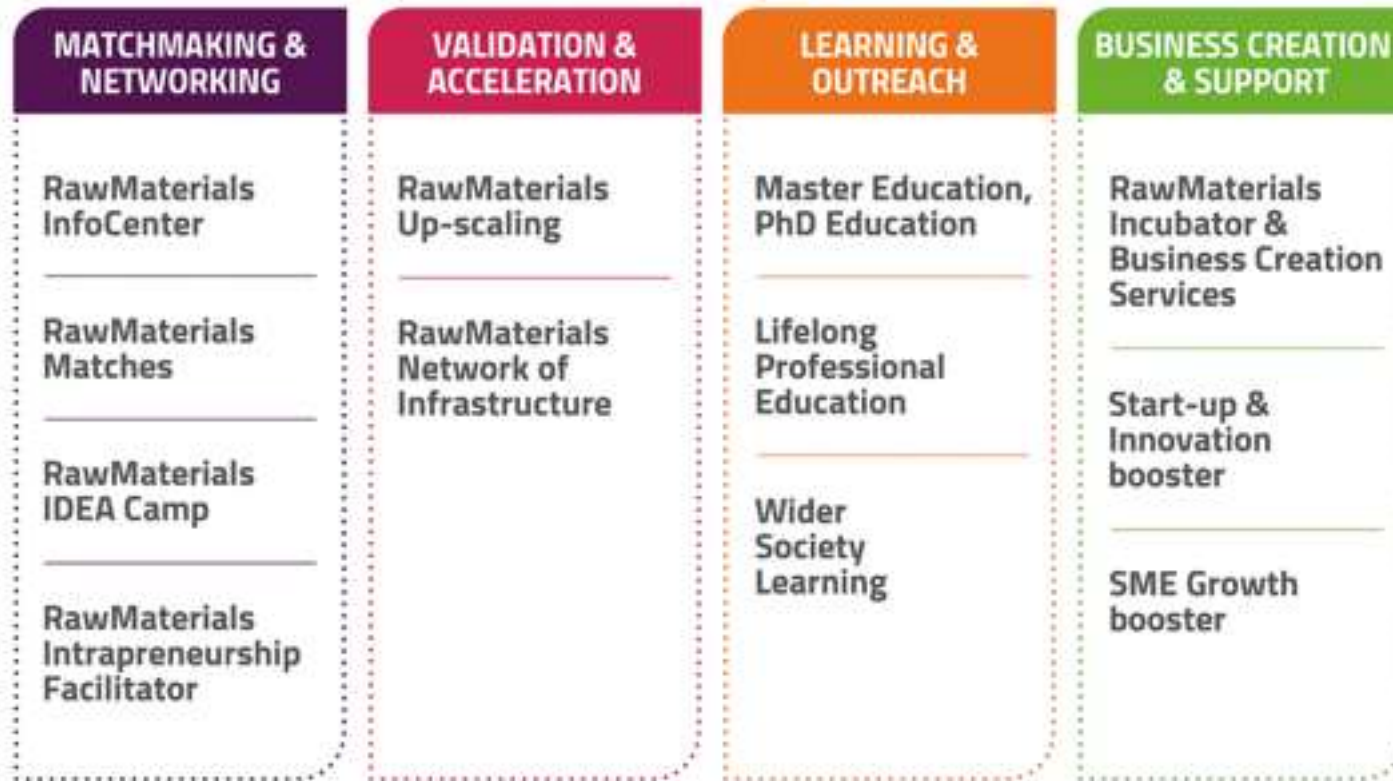 MATCHMAKING &
NETWORKING
RawMaterials
InfoCenter
RawMaterials
Matches
RawMaterials
IDEA Camp
RawMaterials
Intrapreneurship
Facilitator
VALIDATION &
ACCELERATION
RawMaterials
Up-scaling
RawMaterials
Network of
Infrastructure
LEARNING &
OUTREACH
Master Education,
PhD Education
Lifelong
Professional
Education
Wider
Society
Learning
BUSINESS CREATION
& SUPPORT
RawMaterials
Incubator &
Business Creation
Services
Start-up &
Innovation
booster
SME Growth
booster